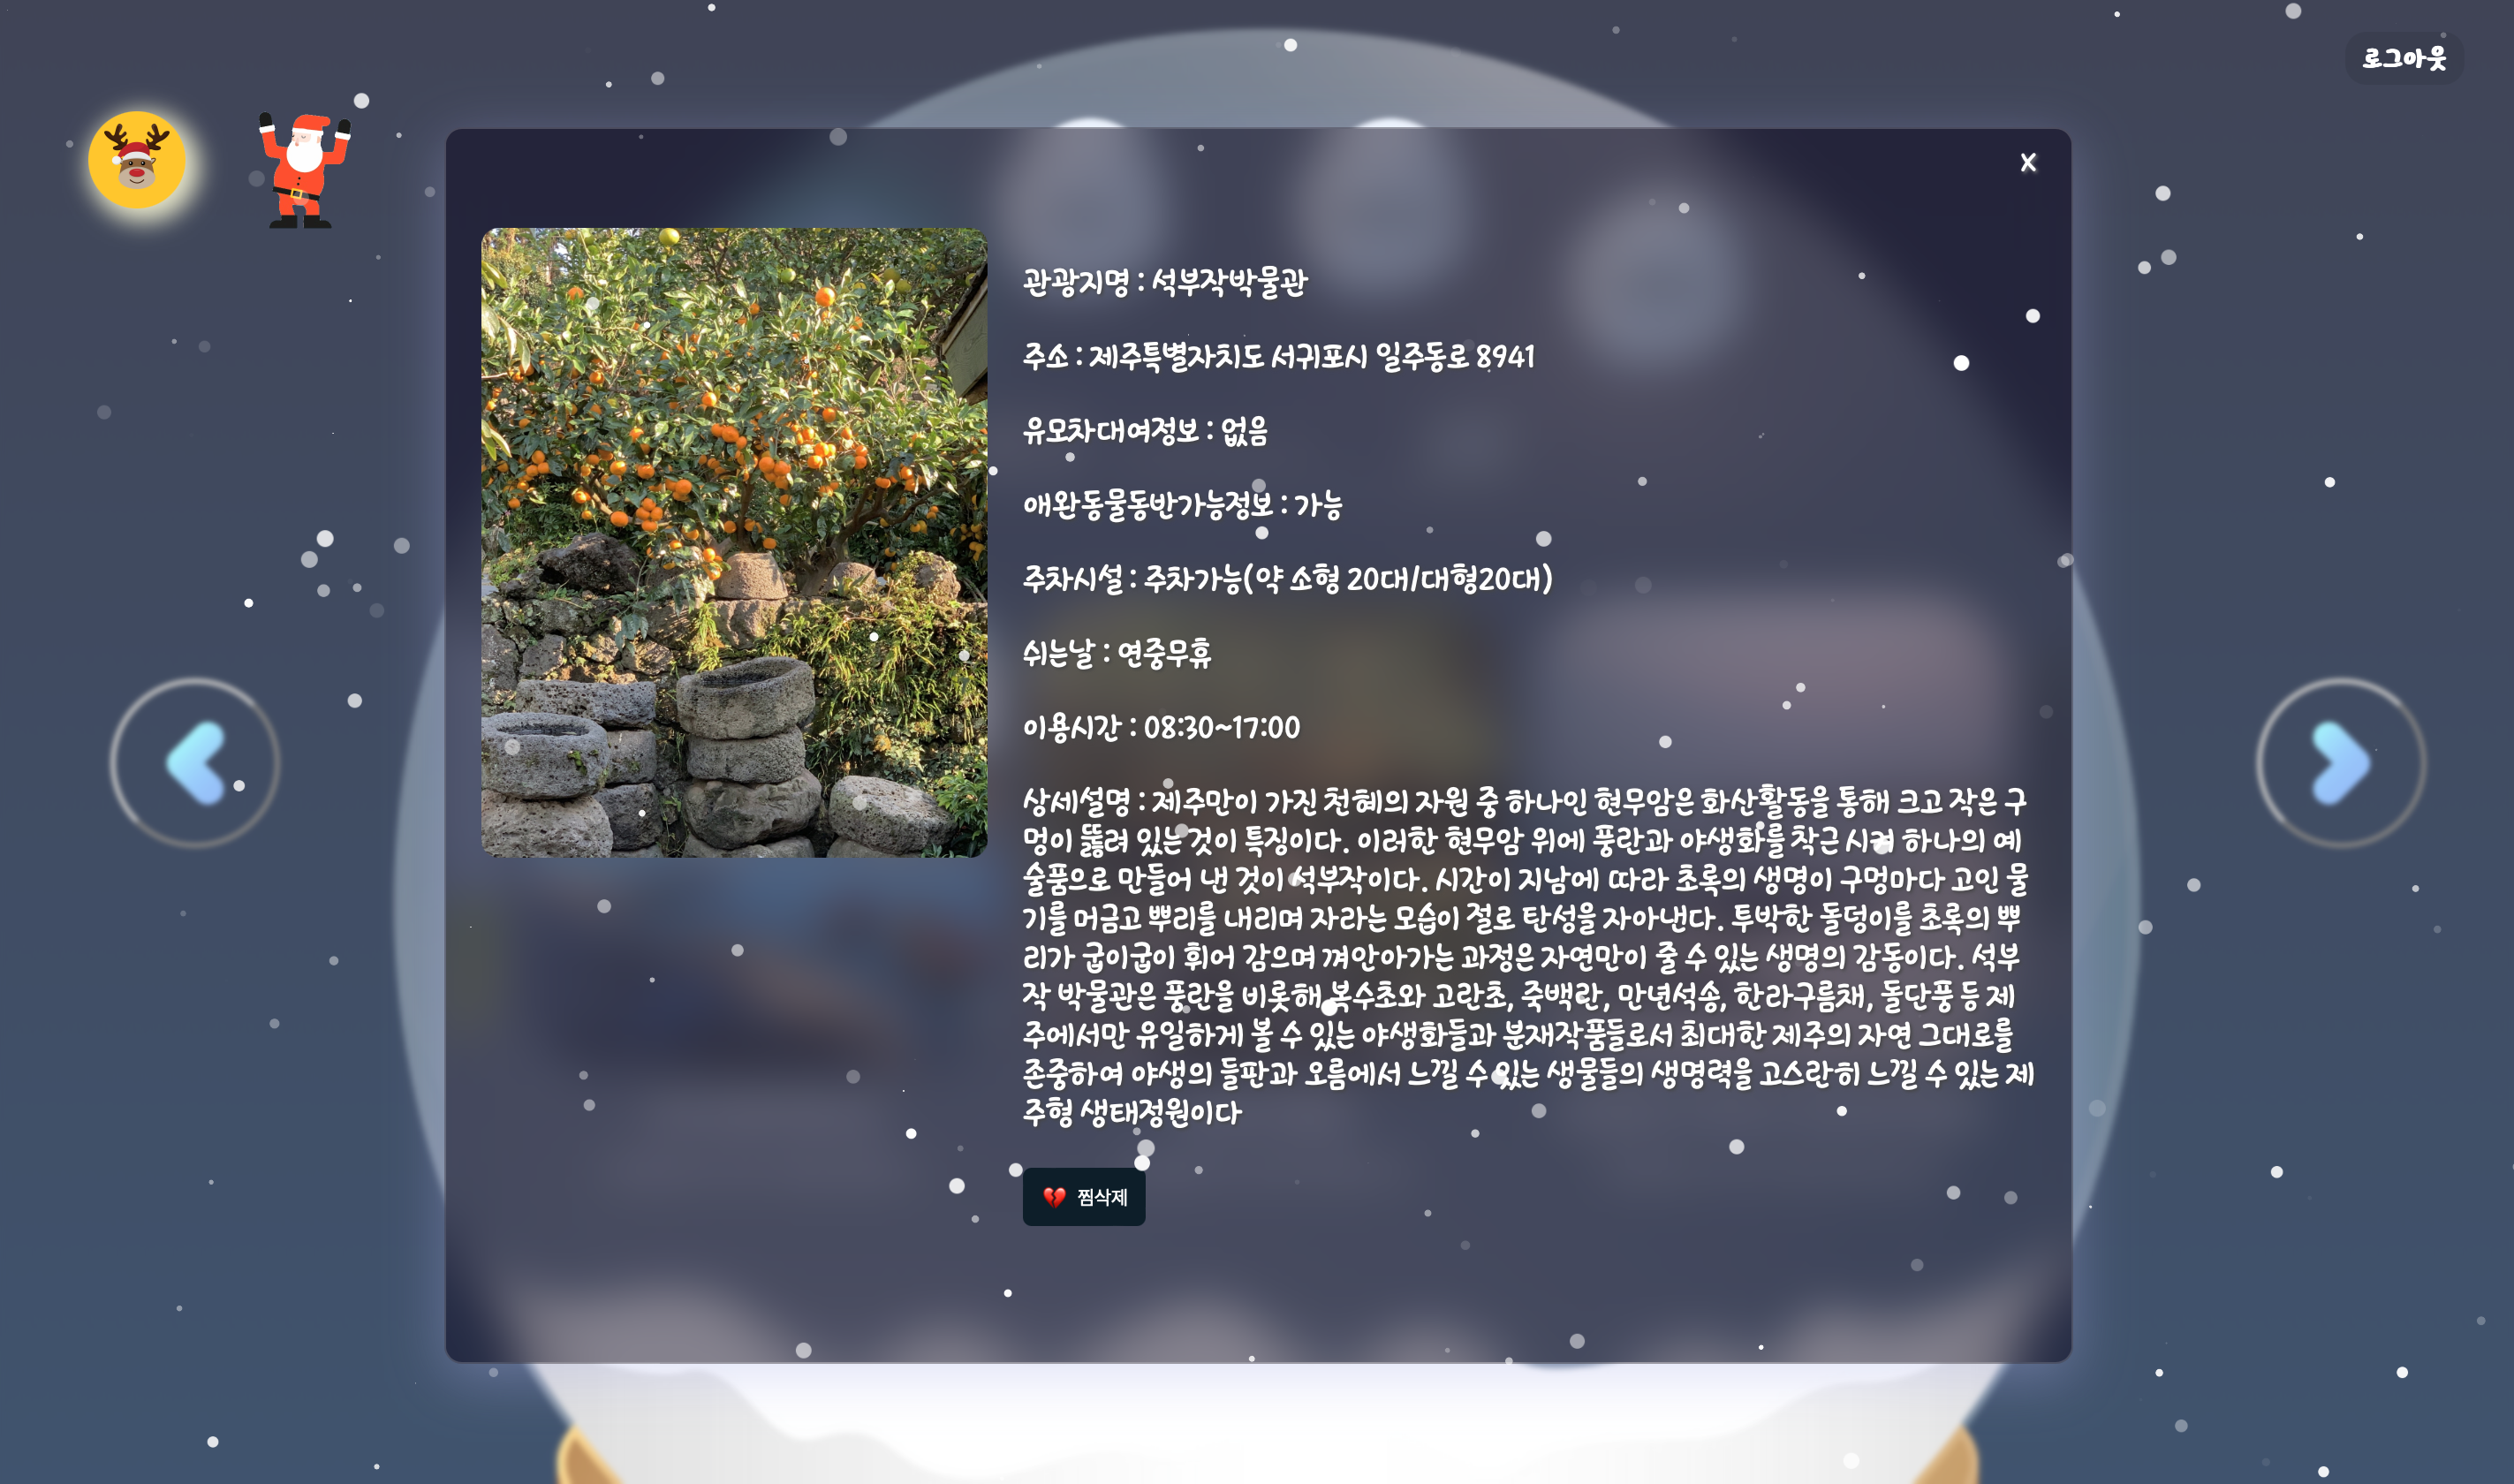 로그아웃
X
관광지명 : 석부작박물관
주소 : 제주특별자치도 서귀포시 일주동로 8941
유모차대여정보 : 없음
애완동물동반가능정보 : 가능
주차시설 : 주차가능(약 소형 20대/대형20대)
쉬는날 : 연중무휴
이용시간 : 08:30~17:00
상세설명 : 제주만이 가진 천혜의 자원 중 하나인 현무암은 화산활동을 통해 크고 작은 구
멍이 뚫려 있는 것이 특징이다. 이러한 현무암 위에 풍란과 야생화를 착근 시켜 하나의 예
술품으로 만들어 낸 것이 석부작이다. 시간이 지남에 따라 초록의 생명이 구멍마다 고인 물
기를 머금고 뿌리를 내리며 자라는 모습이 절로 탄성을 자아낸다. 투박한 돌덩이를 초록의 뿌
리가 굽이굽이 휘어 감으며 껴안아가는 과정은 자연만이 줄 수 있는 생명의 감동이다. 석부
작 박물관은 풍란을 비롯해 복수초와 고란초, 죽백란, 만년석송, 한라구름채, 돌단풍 등 제
주에서만 유일하게 볼 수 있는 야생화들과 분재작품들로서 최대한 제주의 자연 그대로를
존중하여 야생의 들판과 오름에서 느낄 수 있는 생물들의 생명력을 고스란히 느낄 수 있는 제
주형 생태정원이다
💔 찜삭제